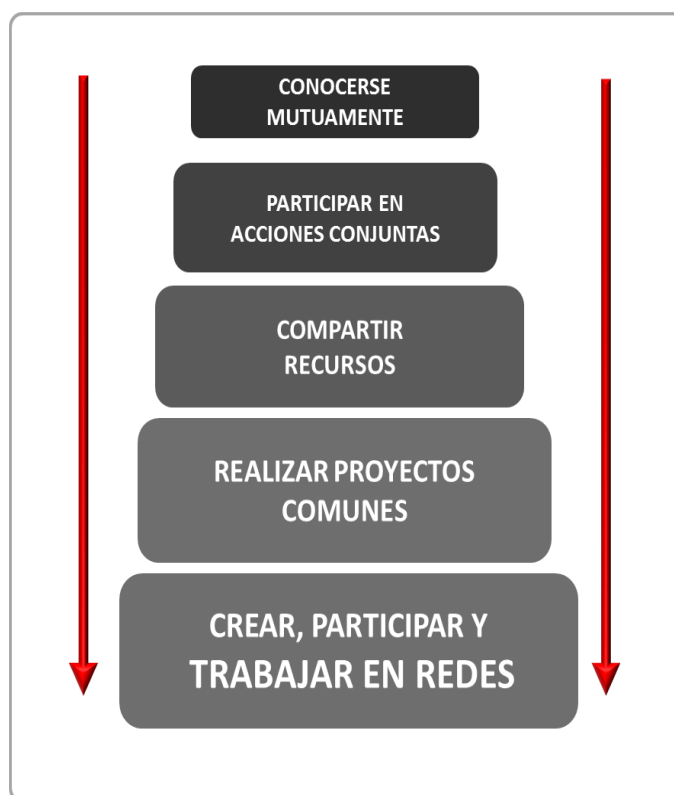 CONOCERSE
MUTUAMENTE
PARTICIPAR EN
ACCIONES CONJUNTAS
COMPARTIR
RECURSOS
REALIZAR PROYECTOS
COMUNES
CREAR, PARTICIPAR Y
TRABAJAR EN REDES